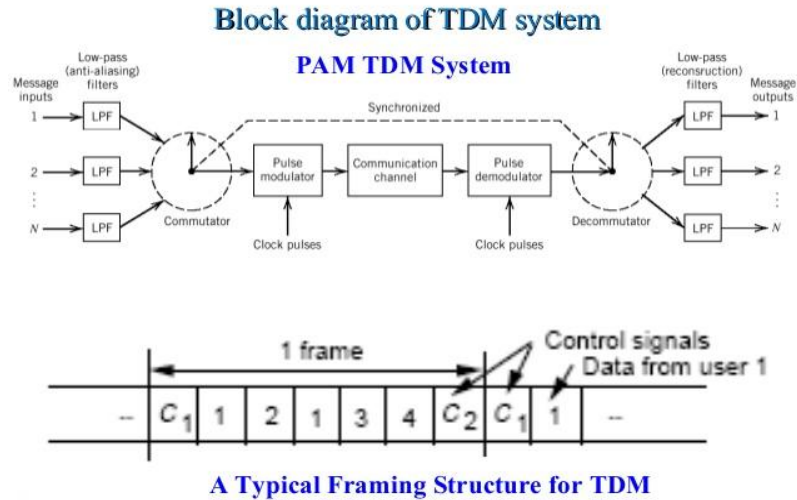 Block diagram of TDM system
PAM TDM System
Message
inputs
Low-pass
(anti-aliasing)
filters
Low-pass
(reconsruction)
filters
Message
outputs
Synchronized
1
LPF
LPF
1
2
LPF
Pulse
modulator
Communication
channel
Pulse
demodulator
LPF
2
⋮
⋮
N
LPF
Commutator
Decommutator
LPF
N
Clock pulses
Clock pulses
1 frame
Control signals
Data from user 1
-- C1 1 2 1 3 4 C2 C1 1 --
A Typical Framing Structure for TDM